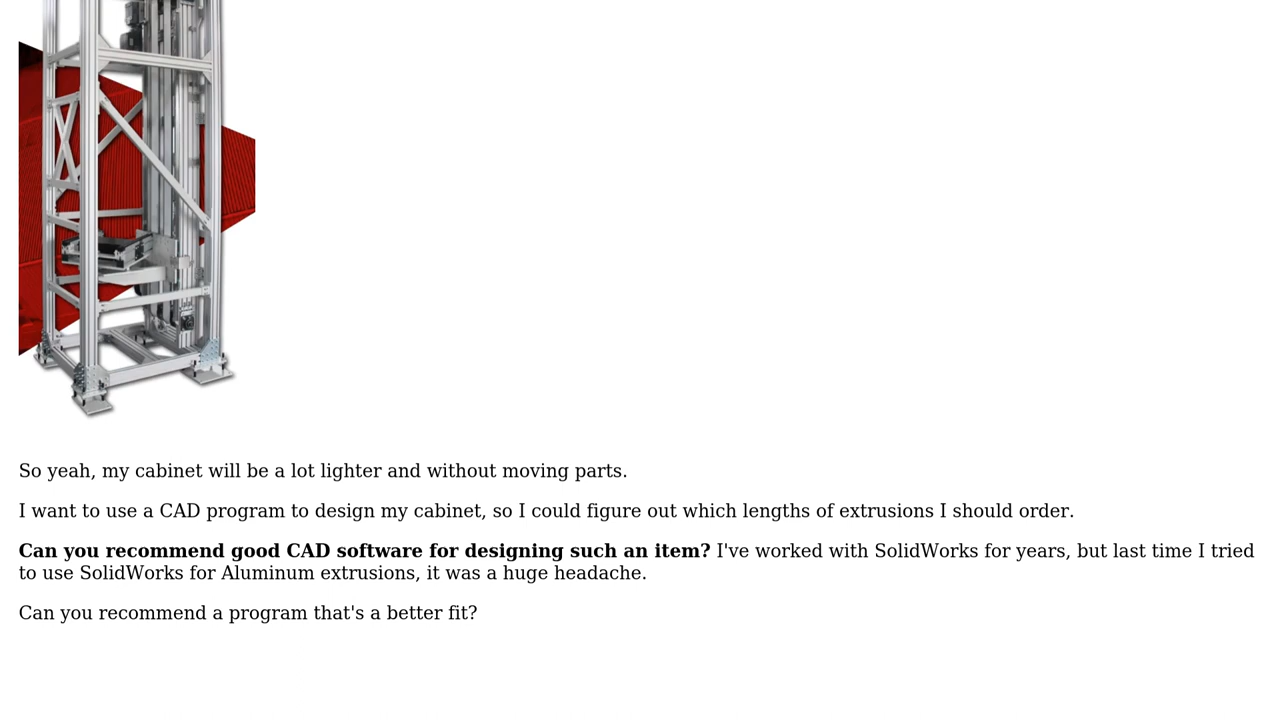 So yeah, my cabinet will be a lot lighter and without moving parts.
I want to use a CAD program to design my cabinet, so I could figure out which lengths of extrusions I should order.
Can you recommend good CAD software for designing such an item? I've worked with SolidWorks for years, but last time I tried
to use SolidWorks for Aluminum extrusions, it was a huge headache.
Can you recommend a program that's a better fit?